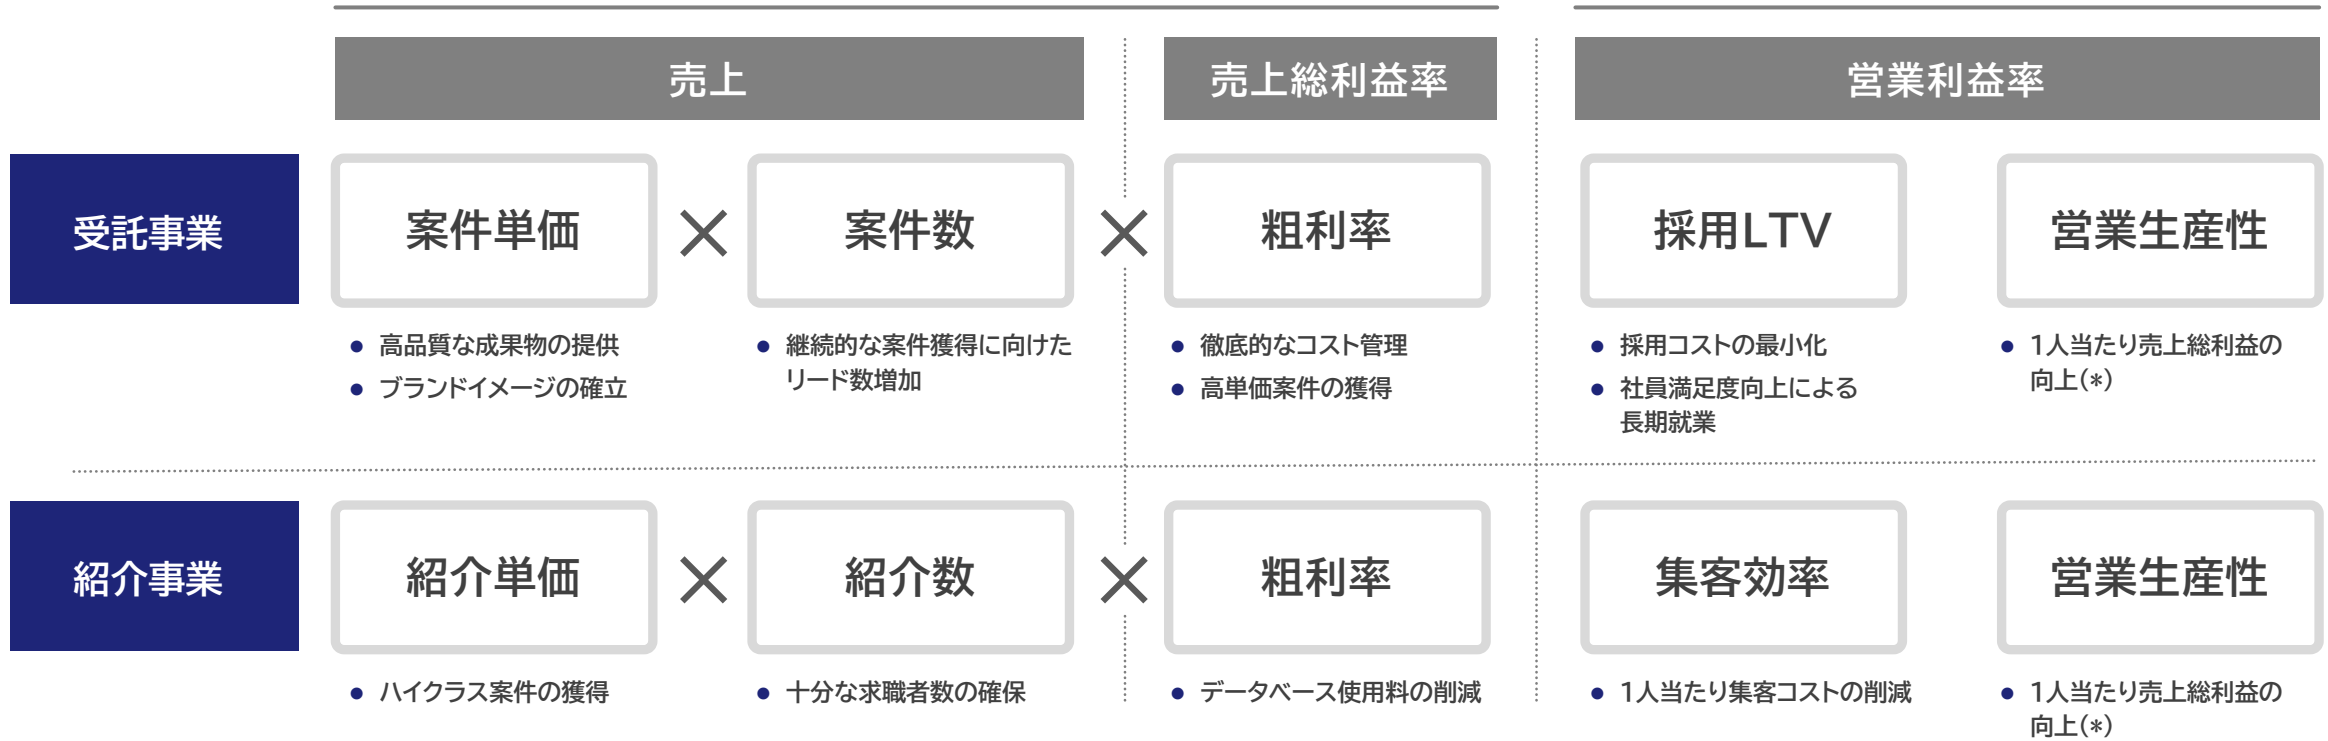 売上
売上総利益率
営業利益率
受託事業
案件単価
×
案件数
×
粗利率
採用LTV
営業生産性
● 高品質な成果物の提供
● ブランドイメージの確立
● 継続的な案件獲得に向けた
リード数増加
● 徹底的なコスト管理
● 高単価案件の獲得
● 採用コストの最小化
● 社員満足度向上による
長期就業
● 1人当たり売上総利益の
向上(*)
紹介事業
紹介単価
×
紹介数
×
粗利率
集客効率
営業生産性
● ハイクラス案件の獲得
● 十分な求職者数の確保
● データベース使用料の削減
● 1人当たり集客コストの削減
● 1人当たり売上総利益の
向上(*)